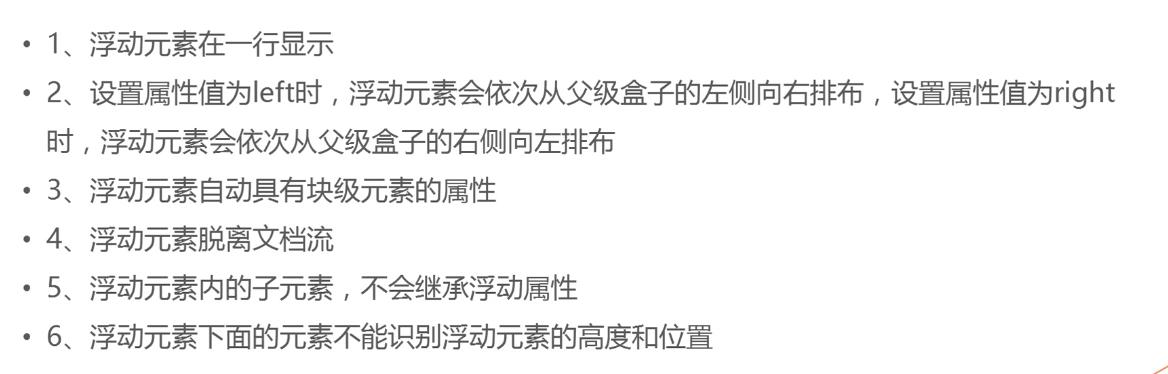 • 1、浮动元素在一行显示
• 2、设置属性值为left时，浮动元素会依次从父级盒子的左侧向右排布，设置属性值为right
时，浮动元素会依次从父级盒子的右侧向左排布
• 3、浮动元素自动具有块级元素的属性
• 4、浮动元素脱离文档流
• 5、浮动元素内的子元素，不会继承浮动属性
• 6、浮动元素下面的元素不能识别浮动元素的高度和位置